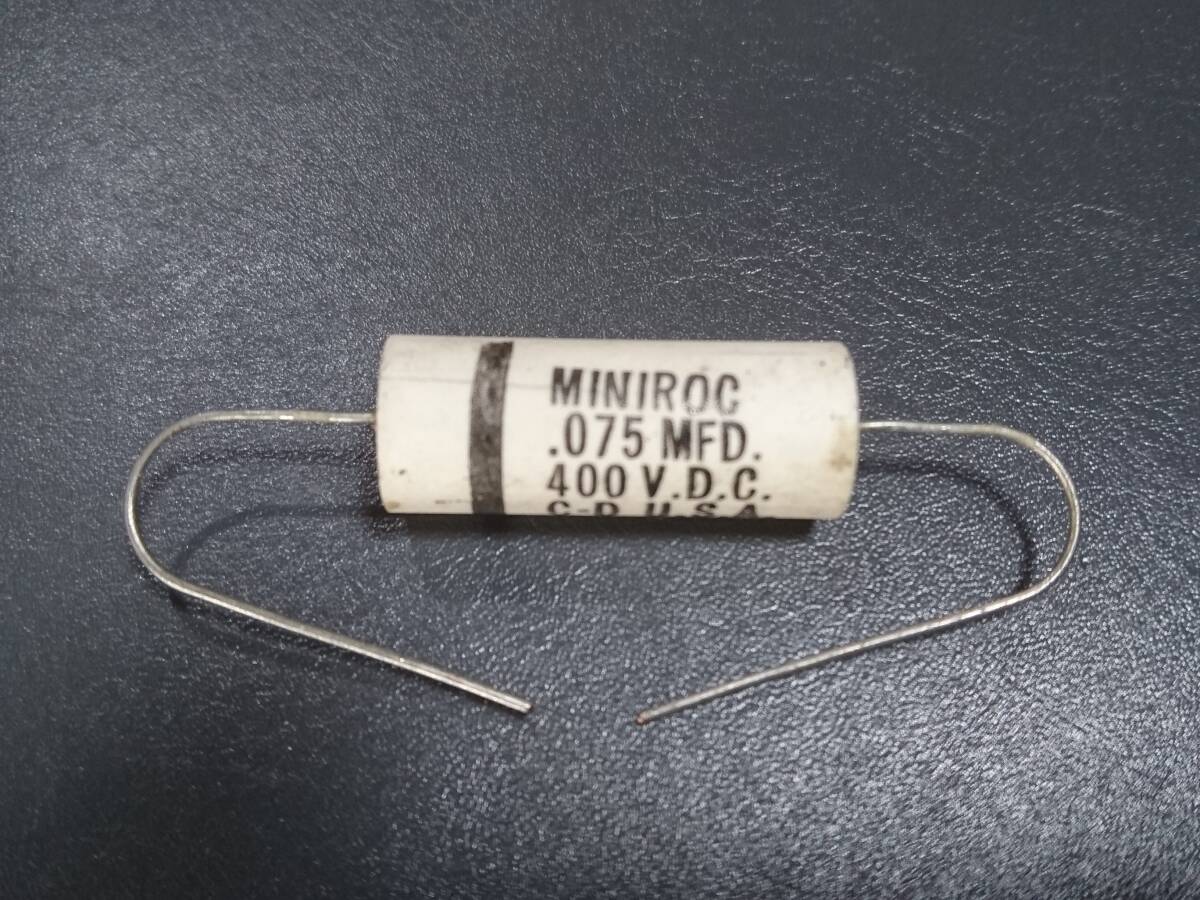 MINIROC
.075 MFD.
400 V.D.C.
C-D U.S.A.